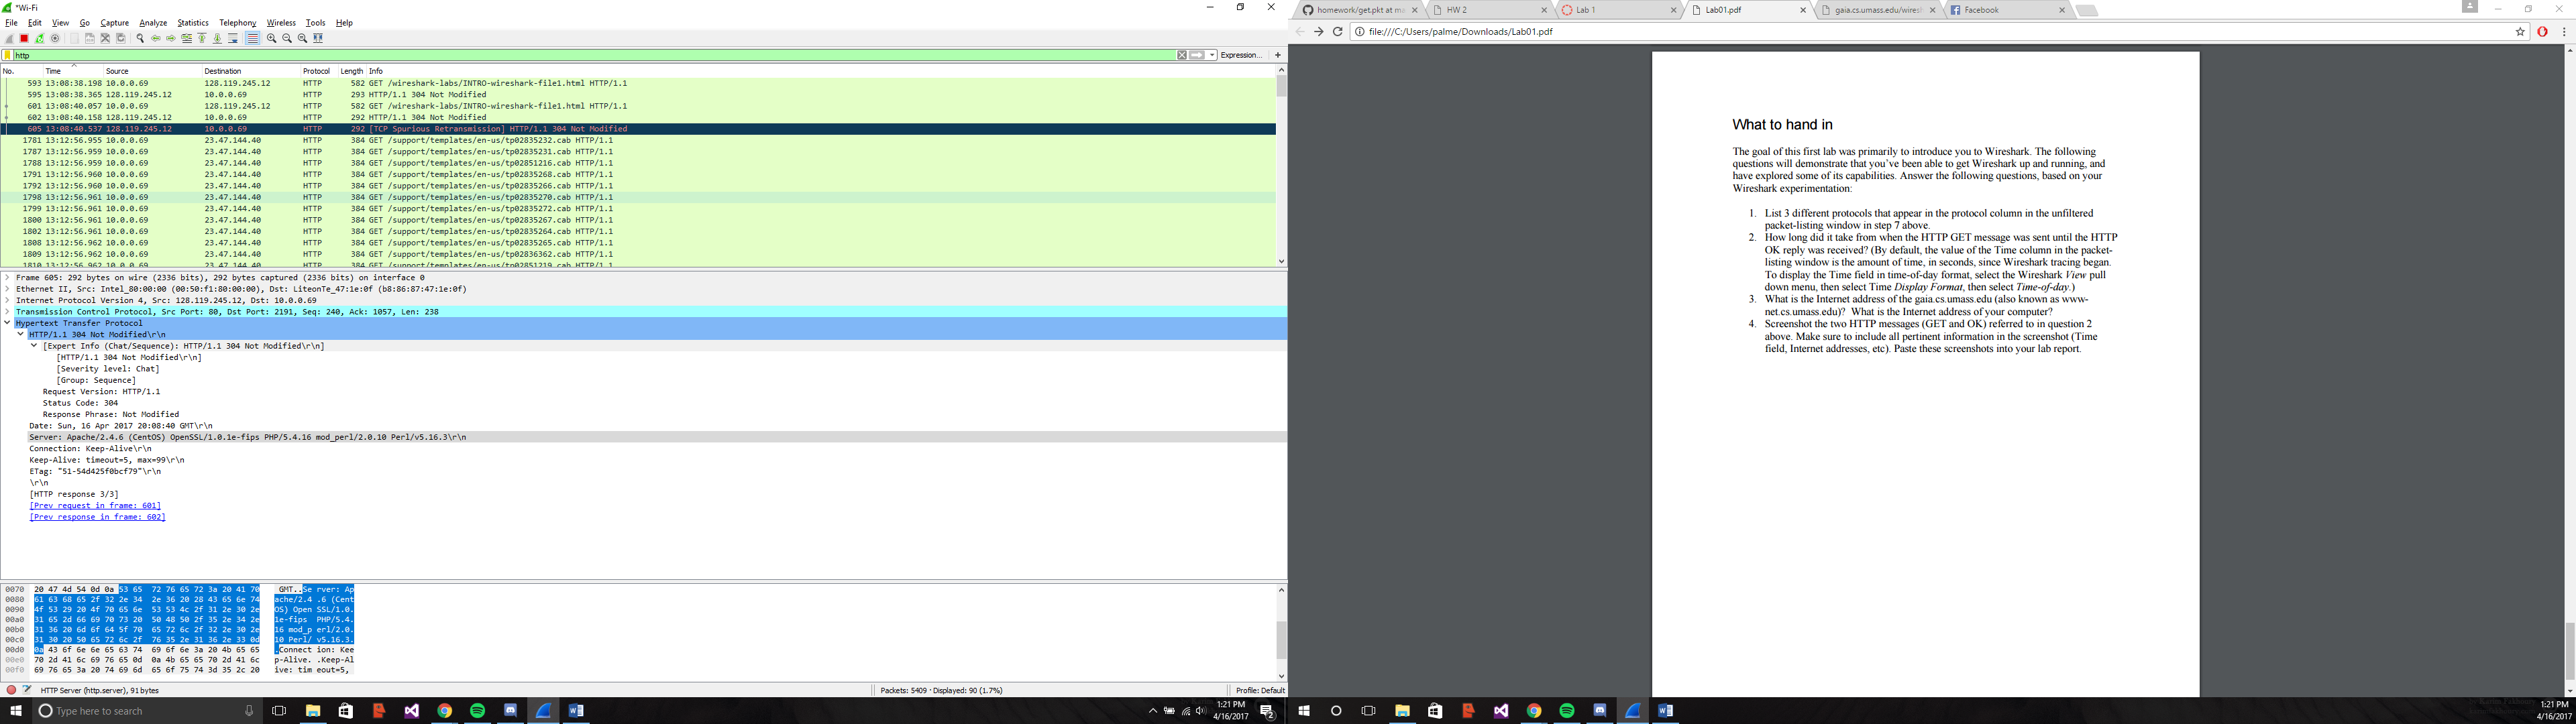 *Wi-Fi
File Edit View Go Capture Analyze Statistics Telephony Wireless Tools Help
http
Expression... +
No. Time Source Destination Protocol Length Info
593 13:08:38.198 10.0.0.69 128.119.245.12 HTTP 582 GET /wireshark-labs/INTRO-wireshark-file1.html HTTP/1.1
595 13:08:38.365 128.119.245.12 10.0.0.69 HTTP 293 HTTP/1.1 304 Not Modified
601 13:08:40.057 10.0.0.69 128.119.245.12 HTTP 582 GET /wireshark-labs/INTRO-wireshark-file1.html HTTP/1.1
602 13:08:40.158 128.119.245.12 10.0.0.69 HTTP 292 HTTP/1.1 304 Not Modified
605 13:08:40.537 128.119.245.12 10.0.0.69 HTTP 292 [TCP Spurious Retransmission] HTTP/1.1 304 Not Modified
1781 13:12:56.955 10.0.0.69 23.47.144.40 HTTP 384 GET /support/templates/en-us/tp02835232.cab HTTP/1.1
1787 13:12:56.959 10.0.0.69 23.47.144.40 HTTP 384 GET /support/templates/en-us/tp02835231.cab HTTP/1.1
1788 13:12:56.959 10.0.0.69 23.47.144.40 HTTP 384 GET /support/templates/en-us/tp02851216.cab HTTP/1.1
1791 13:12:56.960 10.0.0.69 23.47.144.40 HTTP 384 GET /support/templates/en-us/tp02835268.cab HTTP/1.1
1792 13:12:56.960 10.0.0.69 23.47.144.40 HTTP 384 GET /support/templates/en-us/tp02835266.cab HTTP/1.1
1798 13:12:56.961 10.0.0.69 23.47.144.40 HTTP 384 GET /support/templates/en-us/tp02835270.cab HTTP/1.1
1799 13:12:56.961 10.0.0.69 23.47.144.40 HTTP 384 GET /support/templates/en-us/tp02835272.cab HTTP/1.1
1800 13:12:56.961 10.0.0.69 23.47.144.40 HTTP 384 GET /support/templates/en-us/tp02835267.cab HTTP/1.1
1802 13:12:56.961 10.0.0.69 23.47.144.40 HTTP 384 GET /support/templates/en-us/tp02835264.cab HTTP/1.1
1808 13:12:56.962 10.0.0.69 23.47.144.40 HTTP 384 GET /support/templates/en-us/tp02835265.cab HTTP/1.1
1809 13:12:56.962 10.0.0.69 23.47.144.40 HTTP 384 GET /support/templates/en-us/tp02836362.cab HTTP/1.1
1810 13:12:56.962 10.0.0.69 23.47.144.40 HTTP 384 GET /support/templates/en-us/tp02851219.cab HTTP/1.1
Frame 605: 292 bytes on wire (2336 bits), 292 bytes captured (2336 bits) on interface 0
Ethernet II, Src: Intel_80:00:00 (00:50:f1:80:00:00), Dst: LiteonTe_47:1e:0f (b8:86:87:47:1e:0f)
Internet Protocol Version 4, Src: 128.119.245.12, Dst: 10.0.0.69
Transmission Control Protocol, Src Port: 80, Dst Port: 2191, Seq: 240, Ack: 1057, Len: 238
Hypertext Transfer Protocol
HTTP/1.1 304 Not Modified\r\n
[Expert Info (Chat/Sequence): HTTP/1.1 304 Not Modified\r\n]
[HTTP/1.1 304 Not Modified\r\n]
[Severity level: Chat]
[Group: Sequence]
Request Version: HTTP/1.1
Status Code: 304
Response Phrase: Not Modified
Date: Sun, 16 Apr 2017 20:08:40 GMT\r\n
Server: Apache/2.4.6 (CentOS) OpenSSL/1.0.1e-fips PHP/5.4.16 mod_perl/2.0.10 Perl/v5.16.3\r\n
Connection: Keep-Alive\r\n
Keep-Alive: timeout=5, max=99\r\n
ETag: "51-54d425f0bcf79"\r\n
\r\n
[HTTP response 3/3]
[Prev request in frame: 601]
[Prev response in frame: 602]
0070 20 47 4d 54 0d 0a 53 65 72 76 65 72 3a 20 41 70 GMT..Se rver: Ap
0080 61 63 68 65 2f 32 2e 34 2e 36 20 28 43 65 6e 74 ache/2.4 .6 (Cent
0090 4f 53 29 20 4f 70 65 6e 53 53 4c 2f 31 2e 30 2e OS) Open SSL/1.0.
00a0 31 65 2d 66 69 70 73 20 50 48 50 2f 35 2e 34 2e 1e-fips PHP/5.4.
00b0 31 36 20 6d 6f 64 5f 70 65 72 6c 2f 32 2e 30 2e 16 mod_p erl/2.0.
00c0 31 30 20 50 65 72 6c 2f 76 35 2e 31 36 2e 33 0d 10 Perl/ v5.16.3.
00d0 0a 43 6f 6e 6e 65 63 74 69 6f 6e 3a 20 4b 65 65 .Connect ion: Kee
00e0 70 2d 41 6c 69 76 65 0d 0a 4b 65 65 70 2d 41 6c p-Alive. .Keep-Al
00f0 69 76 65 3a 20 74 69 6d 65 6f 75 74 3d 35 2c 20 ive: tim eout=5,
HTTP Server (http.server), 91 bytes
Packets: 5409 · Displayed: 90 (1.7%)
Profile: Default
Type here to search
1:21 PM
4/16/2017
2
homework/get.pkt at ma
HW 2
Lab 1
Lab01.pdf
gaia.cs.umass.edu/wiresh
Facebook
file:///C:/Users/palme/Downloads/Lab01.pdf
What to hand in
The goal of this first lab was primarily to introduce you to Wireshark. The following
questions will demonstrate that you've been able to get Wireshark up and running, and
have explored some of its capabilities. Answer the following questions, based on your
Wireshark experimentation:
1. List 3 different protocols that appear in the protocol column in the unfiltered
packet-listing window in step 7 above.
2. How long did it take from when the HTTP GET message was sent until the HTTP
OK reply was received? (By default, the value of the Time column in the packet-
listing window is the amount of time, in seconds, since Wireshark tracing began.
To display the Time field in time-of-day format, select the Wireshark View pull
down menu, then select Time Display Format, then select Time-of-day.)
3. What is the Internet address of the gaia.cs.umass.edu (also known as www-
net.cs.umass.edu)? What is the Internet address of your computer?
4. Screenshot the two HTTP messages (GET and OK) referred to in question 2
above. Make sure to include all pertinent information in the screenshot (Time
field, Internet addresses, etc). Paste these screenshots into your lab report.
1:21 PM
4/16/2017